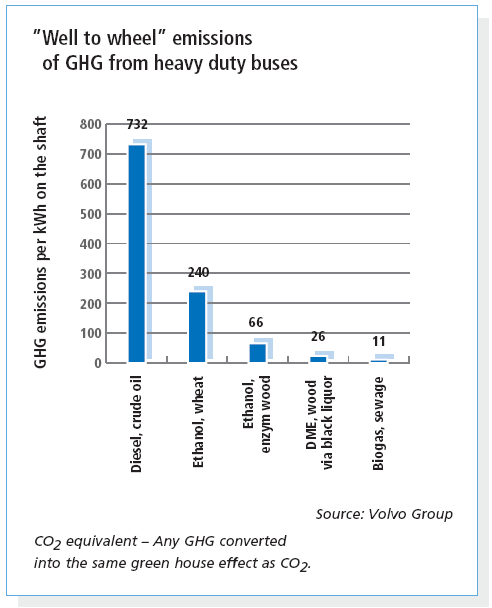 ”Well to wheel” emissions
of GHG from heavy duty buses
GHG emissions per kWh on the shaft
800
700
600
500
400
300
200
100
0
732
240
66
26
11
Diesel, crude oil
Ethanol, wheat
Ethanol,
enzym wood
DME, wood
via black liquor
Biogas, sewage
Source: Volvo Group
CO₂ equivalent – Any GHG converted
into the same green house effect as CO₂.